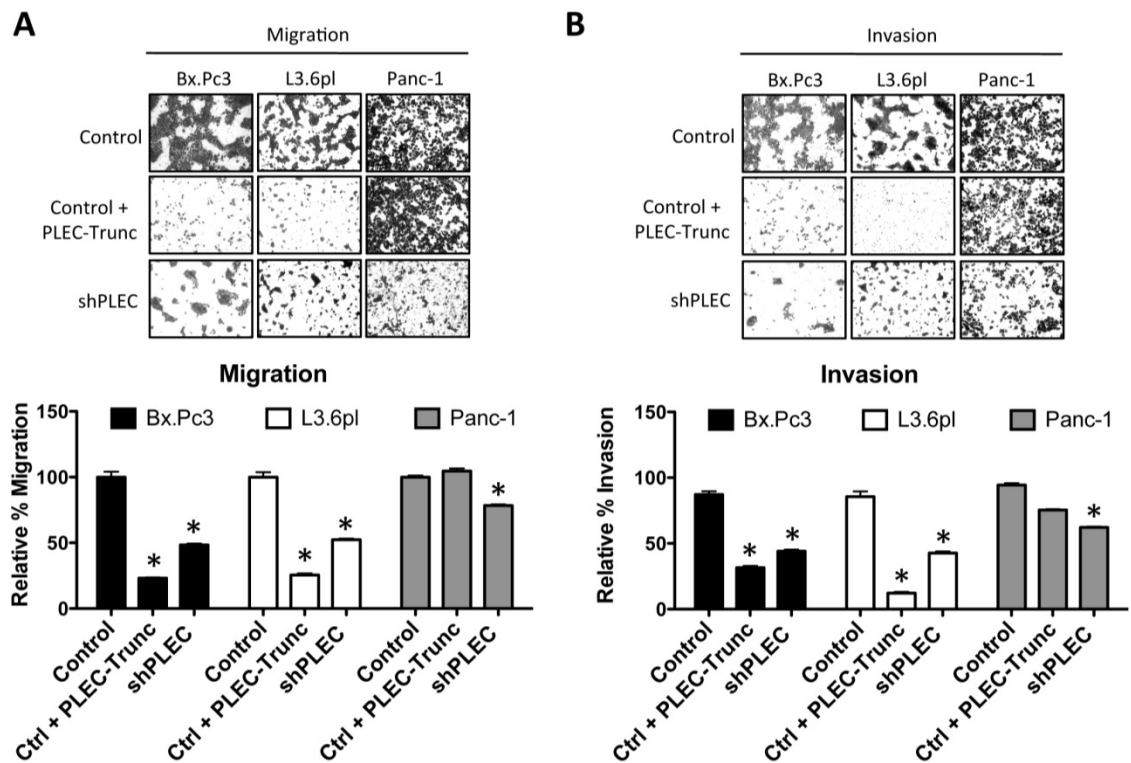 A
Migration
Bx.Pc3 L3.6pl Panc-1
Control
Control +
PLEC-Trunc
shPLEC
Migration
Relative % Migration
150
100
50
0
Bx.Pc3 L3.6pl Panc-1
* * * * *
Control
Ctrl + PLEC-Trunc
shPLEC
Control
Ctrl + PLEC-Trunc
shPLEC
Control
Ctrl + PLEC-Trunc
shPLEC
B
Invasion
Bx.Pc3 L3.6pl Panc-1
Control
Control +
PLEC-Trunc
shPLEC
Invasion
Relative % Invasion
150
100
50
0
Bx.Pc3 L3.6pl Panc-1
* * * * *
Control
Ctrl + PLEC-Trunc
shPLEC
Control
Ctrl + PLEC-Trunc
shPLEC
Control
Ctrl + PLEC-Trunc
shPLEC